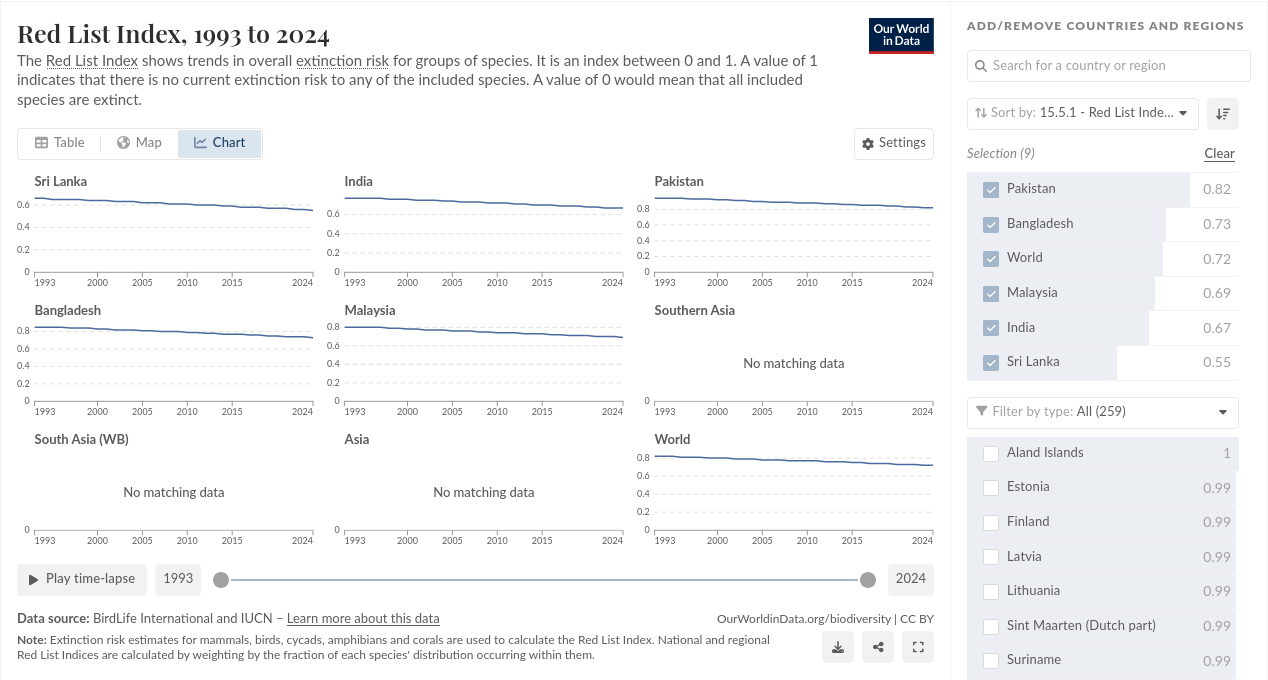 Red List Index, 1993 to 2024
Our World
in Data
The Red List Index shows trends in overall extinction risk for groups of species. It is an index between 0 and 1. A value of 1
indicates that there is no current extinction risk to any of the included species. A value of 0 would mean that all included
species are extinct.
Table
Map
Chart
Settings
Sri Lanka
0.6
0.4
0.2
0
1993 2000 2005 2010 2015 2024
India
0.6
0.4
0.2
0
1993 2000 2005 2010 2015 2024
Pakistan
0.8
0.6
0.4
0.2
0
1993 2000 2005 2010 2015 2024
Bangladesh
0.8
0.6
0.4
0.2
0
1993 2000 2005 2010 2015 2024
Malaysia
0.8
0.6
0.4
0.2
0
1993 2000 2005 2010 2015 2024
Southern Asia
No matching data
0
1993 2000 2005 2010 2015 2024
South Asia (WB)
No matching data
0
1993 2000 2005 2010 2015 2024
Asia
No matching data
0
1993 2000 2005 2010 2015 2024
World
0.8
0.6
0.4
0.2
0
1993 2000 2005 2010 2015 2024
Play time-lapse
1993
2024
Data source: BirdLife International and IUCN – Learn more about this data
OurWorldinData.org/biodiversity | CC BY
Note: Extinction risk estimates for mammals, birds, cycads, amphibians and corals are used to calculate the Red List Index. National and regional
Red List Indices are calculated by weighting by the fraction of each species' distribution occurring within them.
ADD/REMOVE COUNTRIES AND REGIONS
Search for a country or region
Sort by: 15.5.1 - Red List Inde...
Selection (9)
Clear
Pakistan 0.82
Bangladesh 0.73
World 0.72
Malaysia 0.69
India 0.67
Sri Lanka 0.55
Filter by type: All (259)
Aland Islands 1
Estonia 0.99
Finland 0.99
Latvia 0.99
Lithuania 0.99
Sint Maarten (Dutch part) 0.99
Suriname 0.99